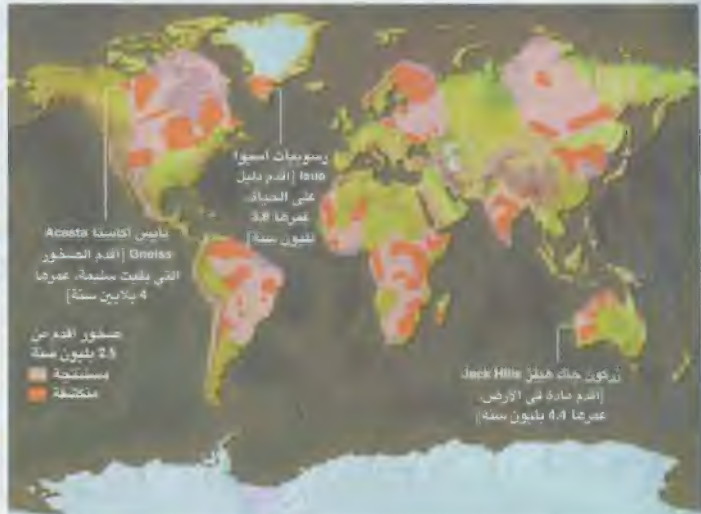 رسوبيات اسوا
Isua [أقدم دليل
على الحياة،
عمرها 3.8
بليون سنة]
نايس أكاستا Acasta
Gneiss [أقدم الصخور
التي بقيت سليمة، عمرها
4 بلايين سنة]
صخور أقدم من
2.5 بليون سنة
مستنتجة
متكشفة
زركون جاك هيلز Jack Hills
[أقدم مادة في الأرض،
عمرها 4.4 بليون سنة]